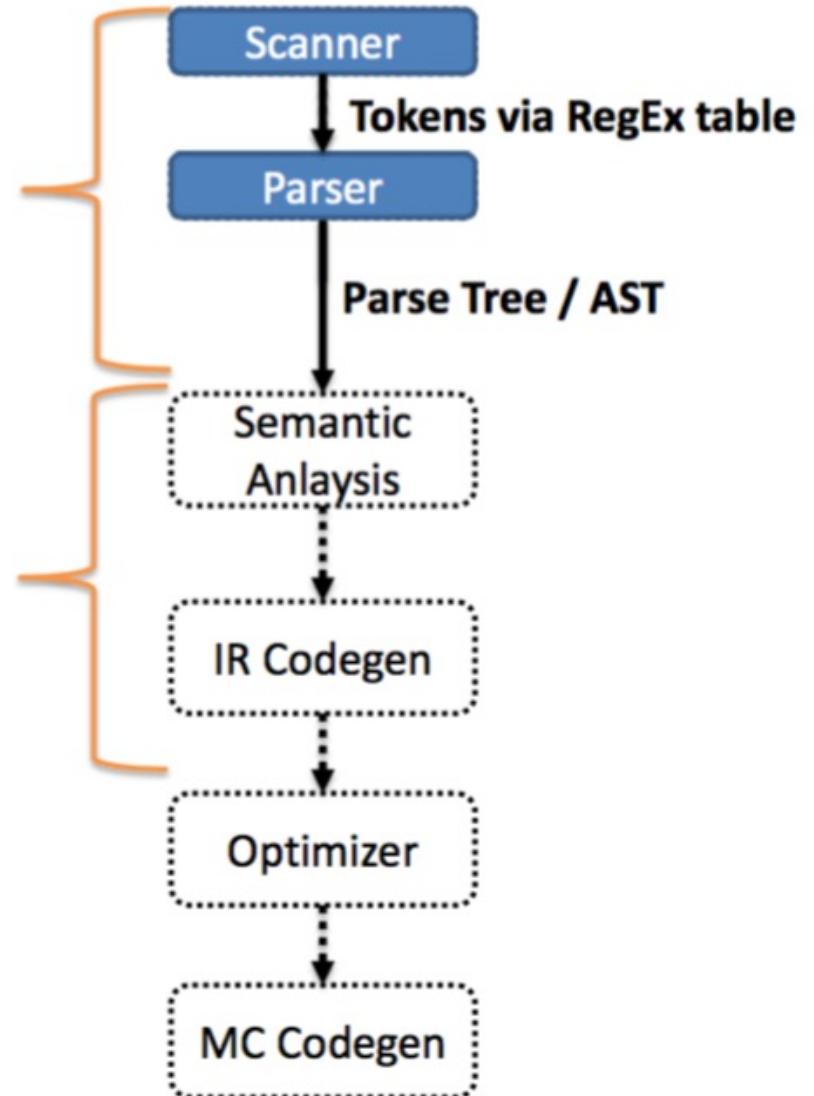 Scanner
Tokens via RegEx table
Parser
Parse Tree / AST
Semantic
Anlaysis
IR Codegen
Optimizer
MC Codegen